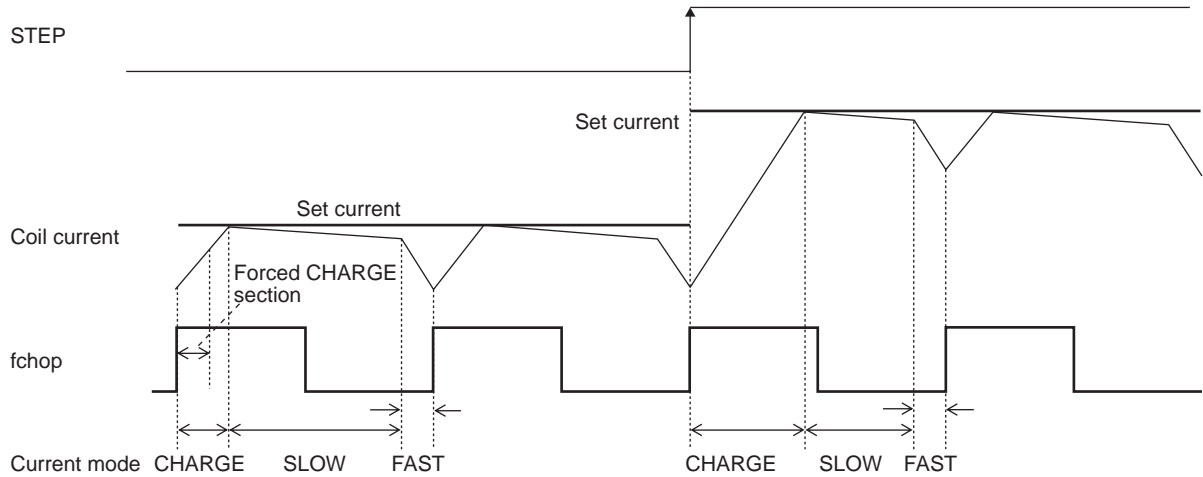 STEP
Set current
Set current
Coil current
Forced CHARGE
section
fchop
Current mode CHARGE SLOW FAST CHARGE SLOW FAST